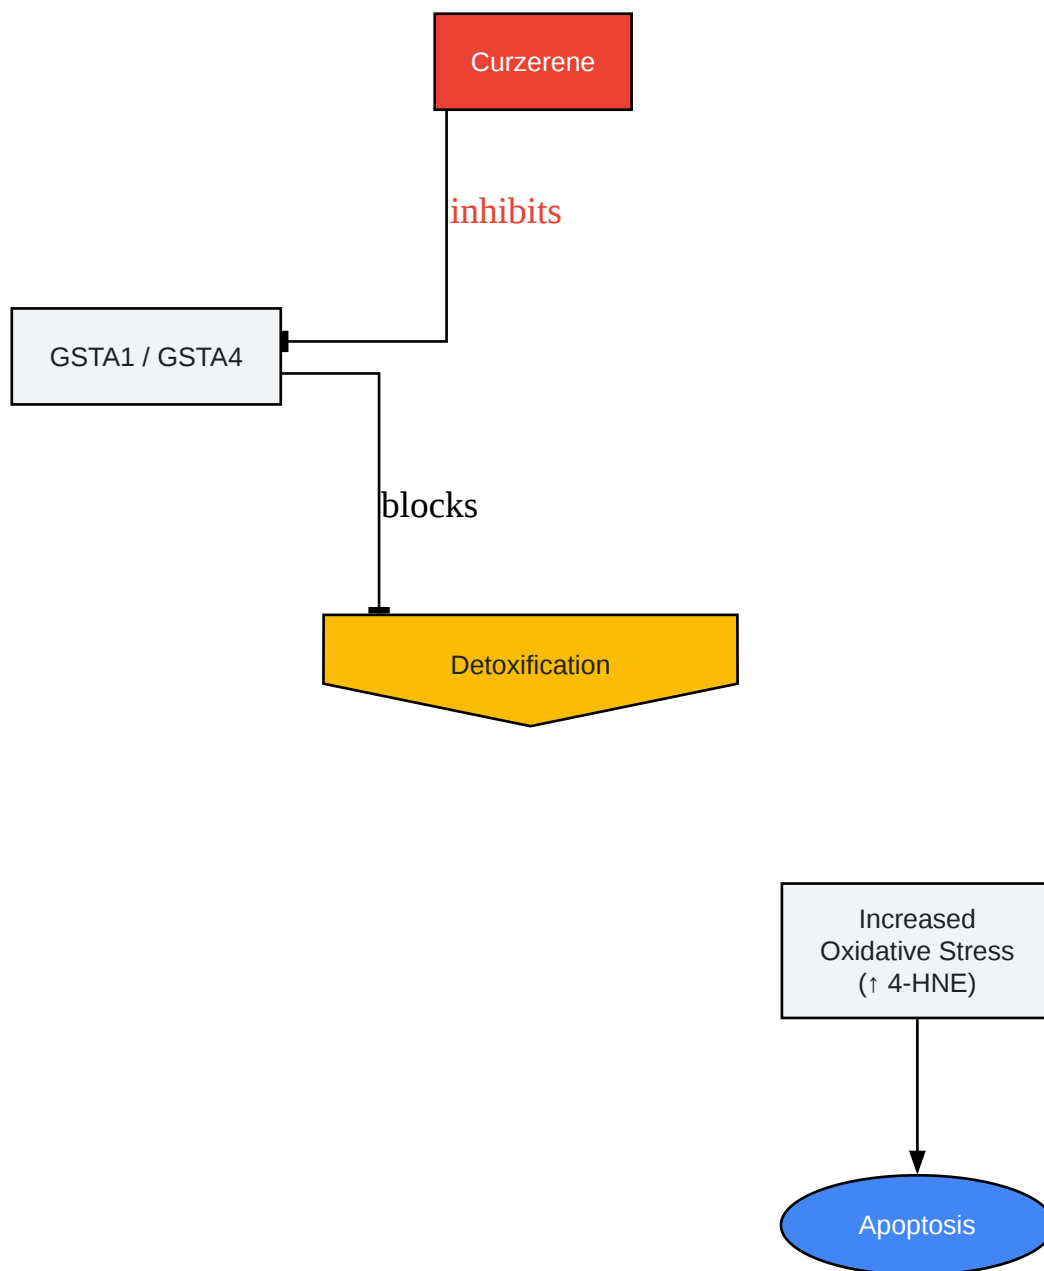 Curzerene
inhibits
GSTA1 / GSTA4
blocks
Detoxification
Increased
Oxidative Stress
(↑ 4-HNE)
Apoptosis